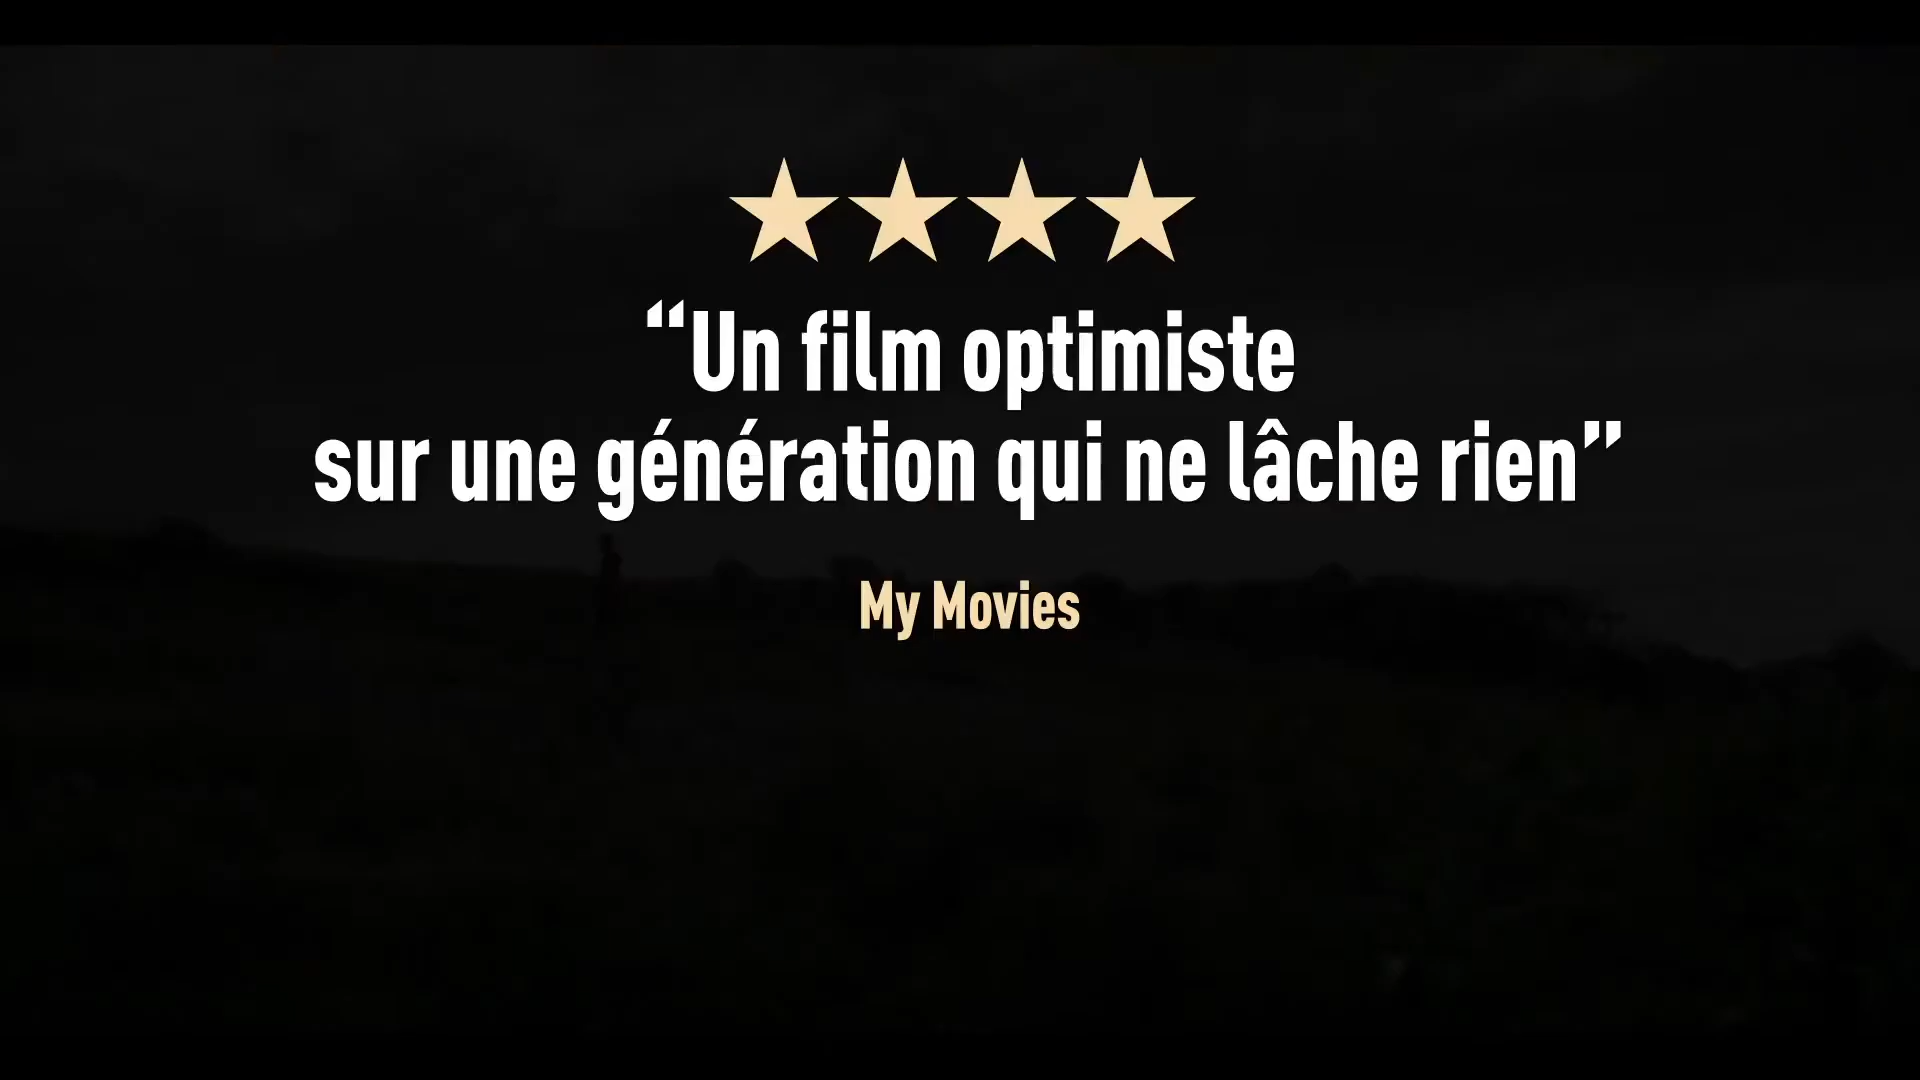 “Un film optimiste
sur une génération qui ne lâche rien”
My Movies